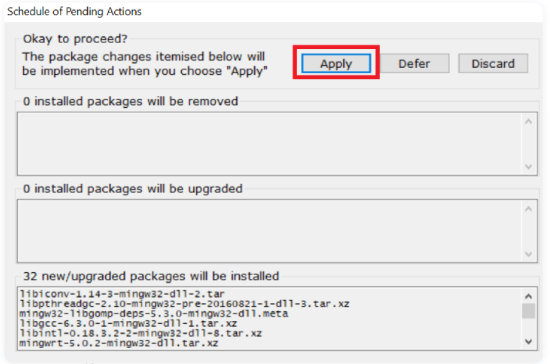 Schedule of Pending Actions
Okay to proceed?
The package changes itemised below will
be implemented when you choose "Apply"
Apply
Defer
Discard
0 installed packages will be removed
0 installed packages will be upgraded
32 new/upgraded packages will be installed
libiconv-1.14-3-mingw32-dll-2.tar
libpthreadgc-2.10-mingw32-pre-20160821-1-dll-3.tar.xz
mingw32-libgomp-deps-5.3.0-mingw32-dll.meta
libgcc-6.3.0-1-mingw32-dll-1.tar.xz
libintl-0.18.3.2-2-mingw32-dll-8.tar.xz
mingwrt-5.0.2-mingw32-dll.tar.xz